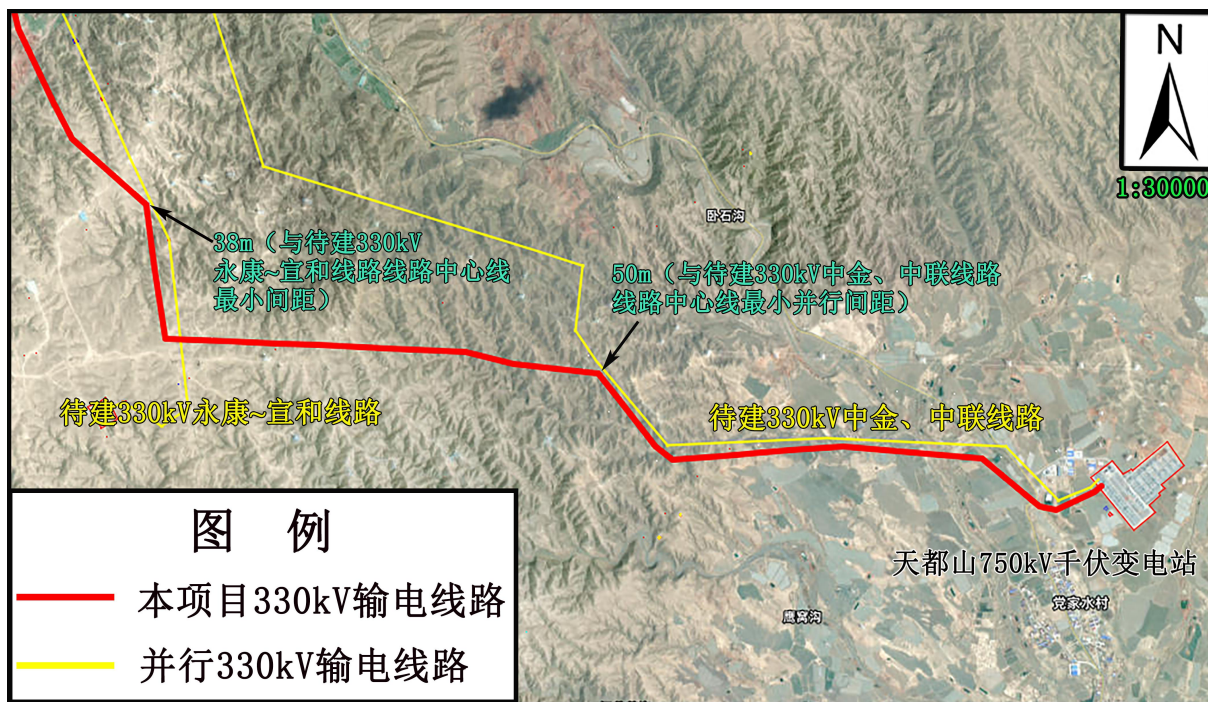 N
1:30000
卧石沟
38m（与待建330kV
永康~宣和线路线路中心线
最小间距）
50m（与待建330kV中金、中联线路
线路中心线最小并行间距）
待建330kV永康~宣和线路
待建330kV中金、中联线路
天都山750kV千伏变电站
党家水村
鹰窝沟
图 例
本项目330kV输电线路
并行330kV输电线路